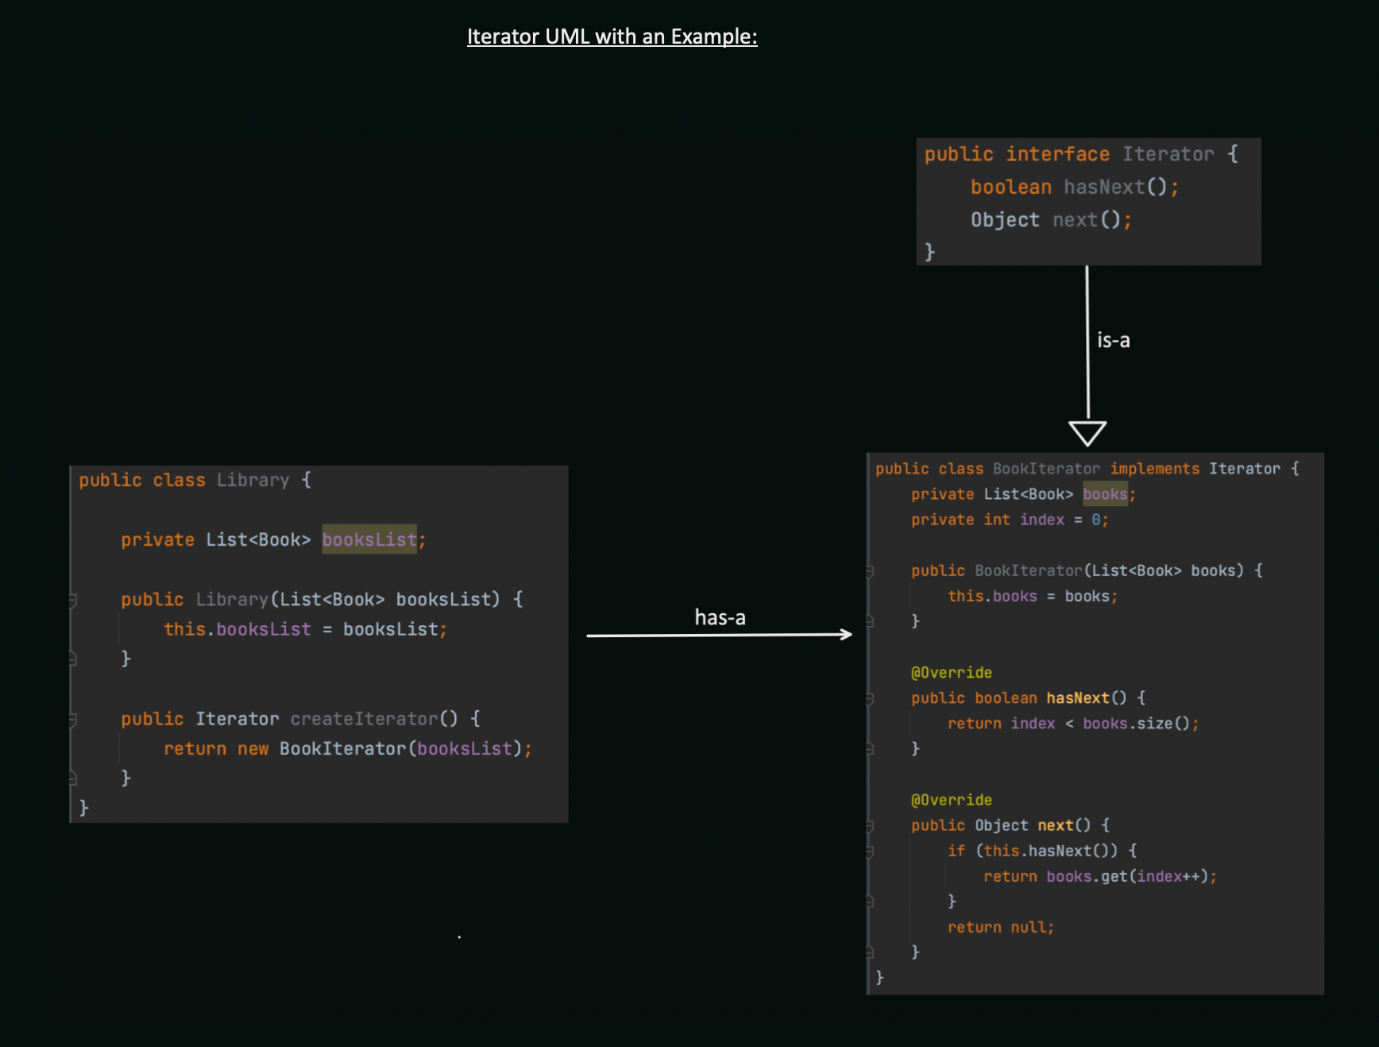 Iterator UML with an Example:
public interface Iterator {
    boolean hasNext();
    Object next();
}
is-a
public class Library {
    private List<Book> booksList;
    public Library(List<Book> booksList) {
        this.booksList = booksList;
    }
    public Iterator createIterator() {
        return new BookIterator(booksList);
    }
}
has-a
public class BookIterator implements Iterator {
    private List<Book> books;
    private int index = 0;
    public BookIterator(List<Book> books) {
        this.books = books;
    }
    @Override
    public boolean hasNext() {
        return index < books.size();
    }
    @Override
    public Object next() {
        if (this.hasNext()) {
            return books.get(index++);
        }
        return null;
    }
}
.